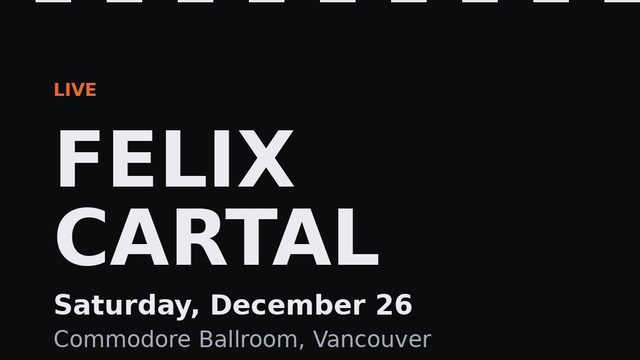 LIVE
FELIX
CARTAL
Saturday, December 26
Commodore Ballroom, Vancouver